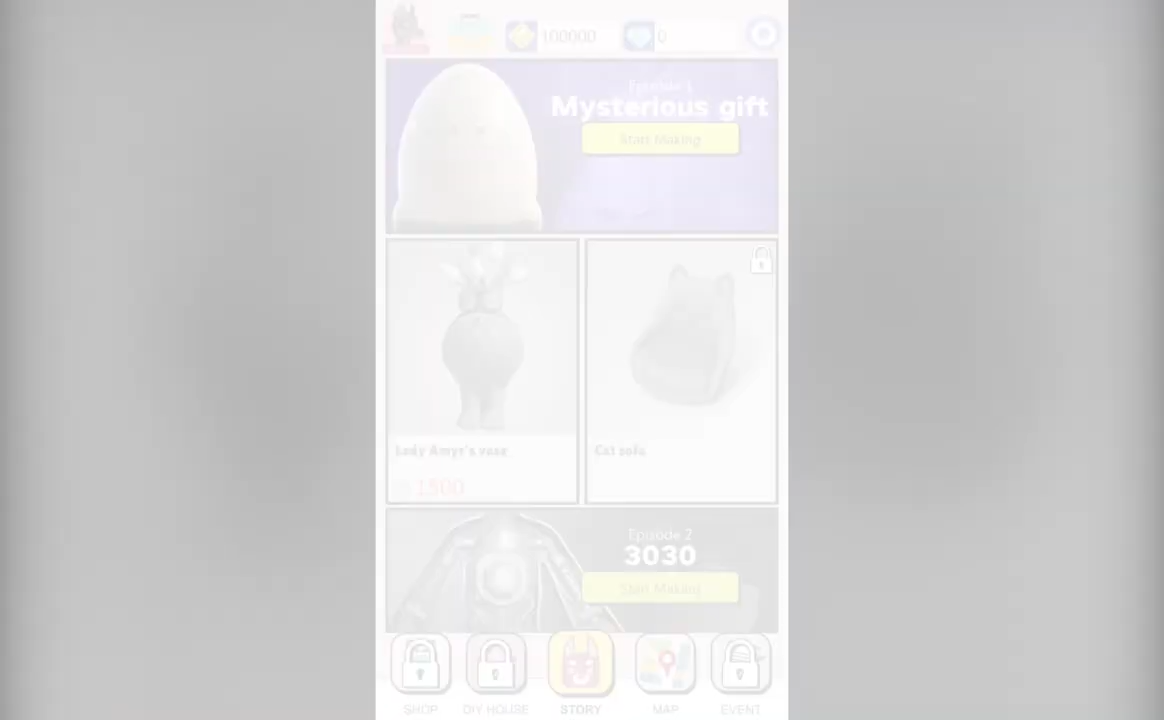 100000
0
Episode 1
Mysterious gift
Start Making
Lady Amyr's vase
Cat sofa
1500
Episode 2
3030
Start Making
SHOP
DIY HOUSE
STORY
MAP
EVENT